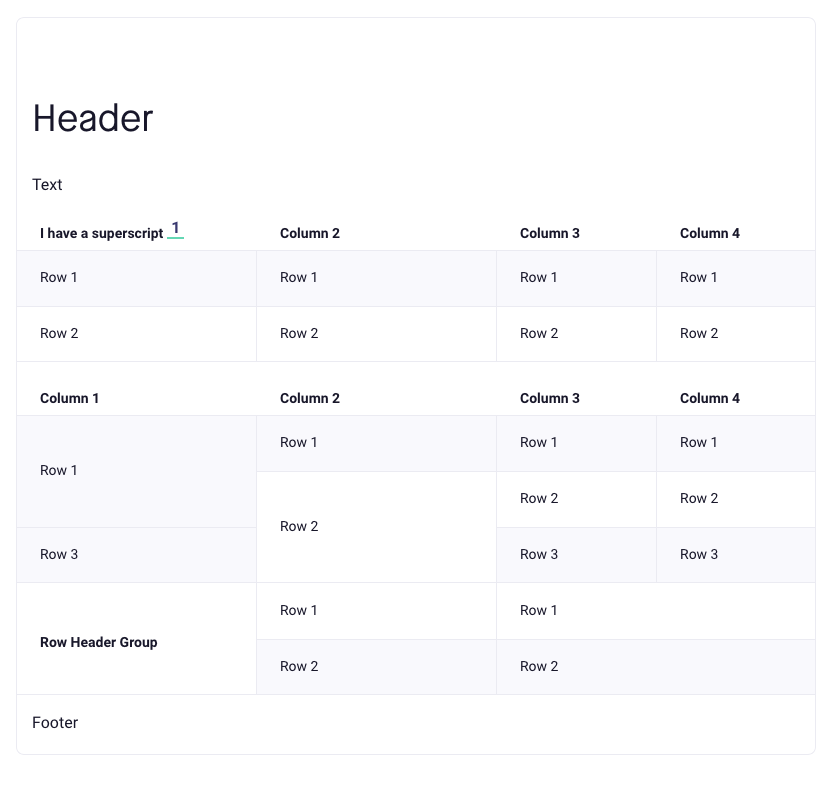 Header
Text
I have a superscript 1 Column 2 Column 3 Column 4
Row 1 Row 1 Row 1 Row 1
Row 2 Row 2 Row 2 Row 2
Column 1 Column 2 Column 3 Column 4
Row 1 Row 1 Row 1 Row 1
Row 2 Row 2 Row 2
Row 3 Row 3 Row 3
Row Header Group Row 1 Row 1
Row 2 Row 2
Footer